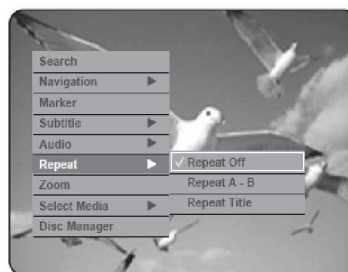 Search
Navigation ►
Marker
Subtitle ►
Audio ►
Repeat ►
✓ Repeat Off
Repeat A - B
Repeat Title
Zoom
Select Media ►
Disc Manager